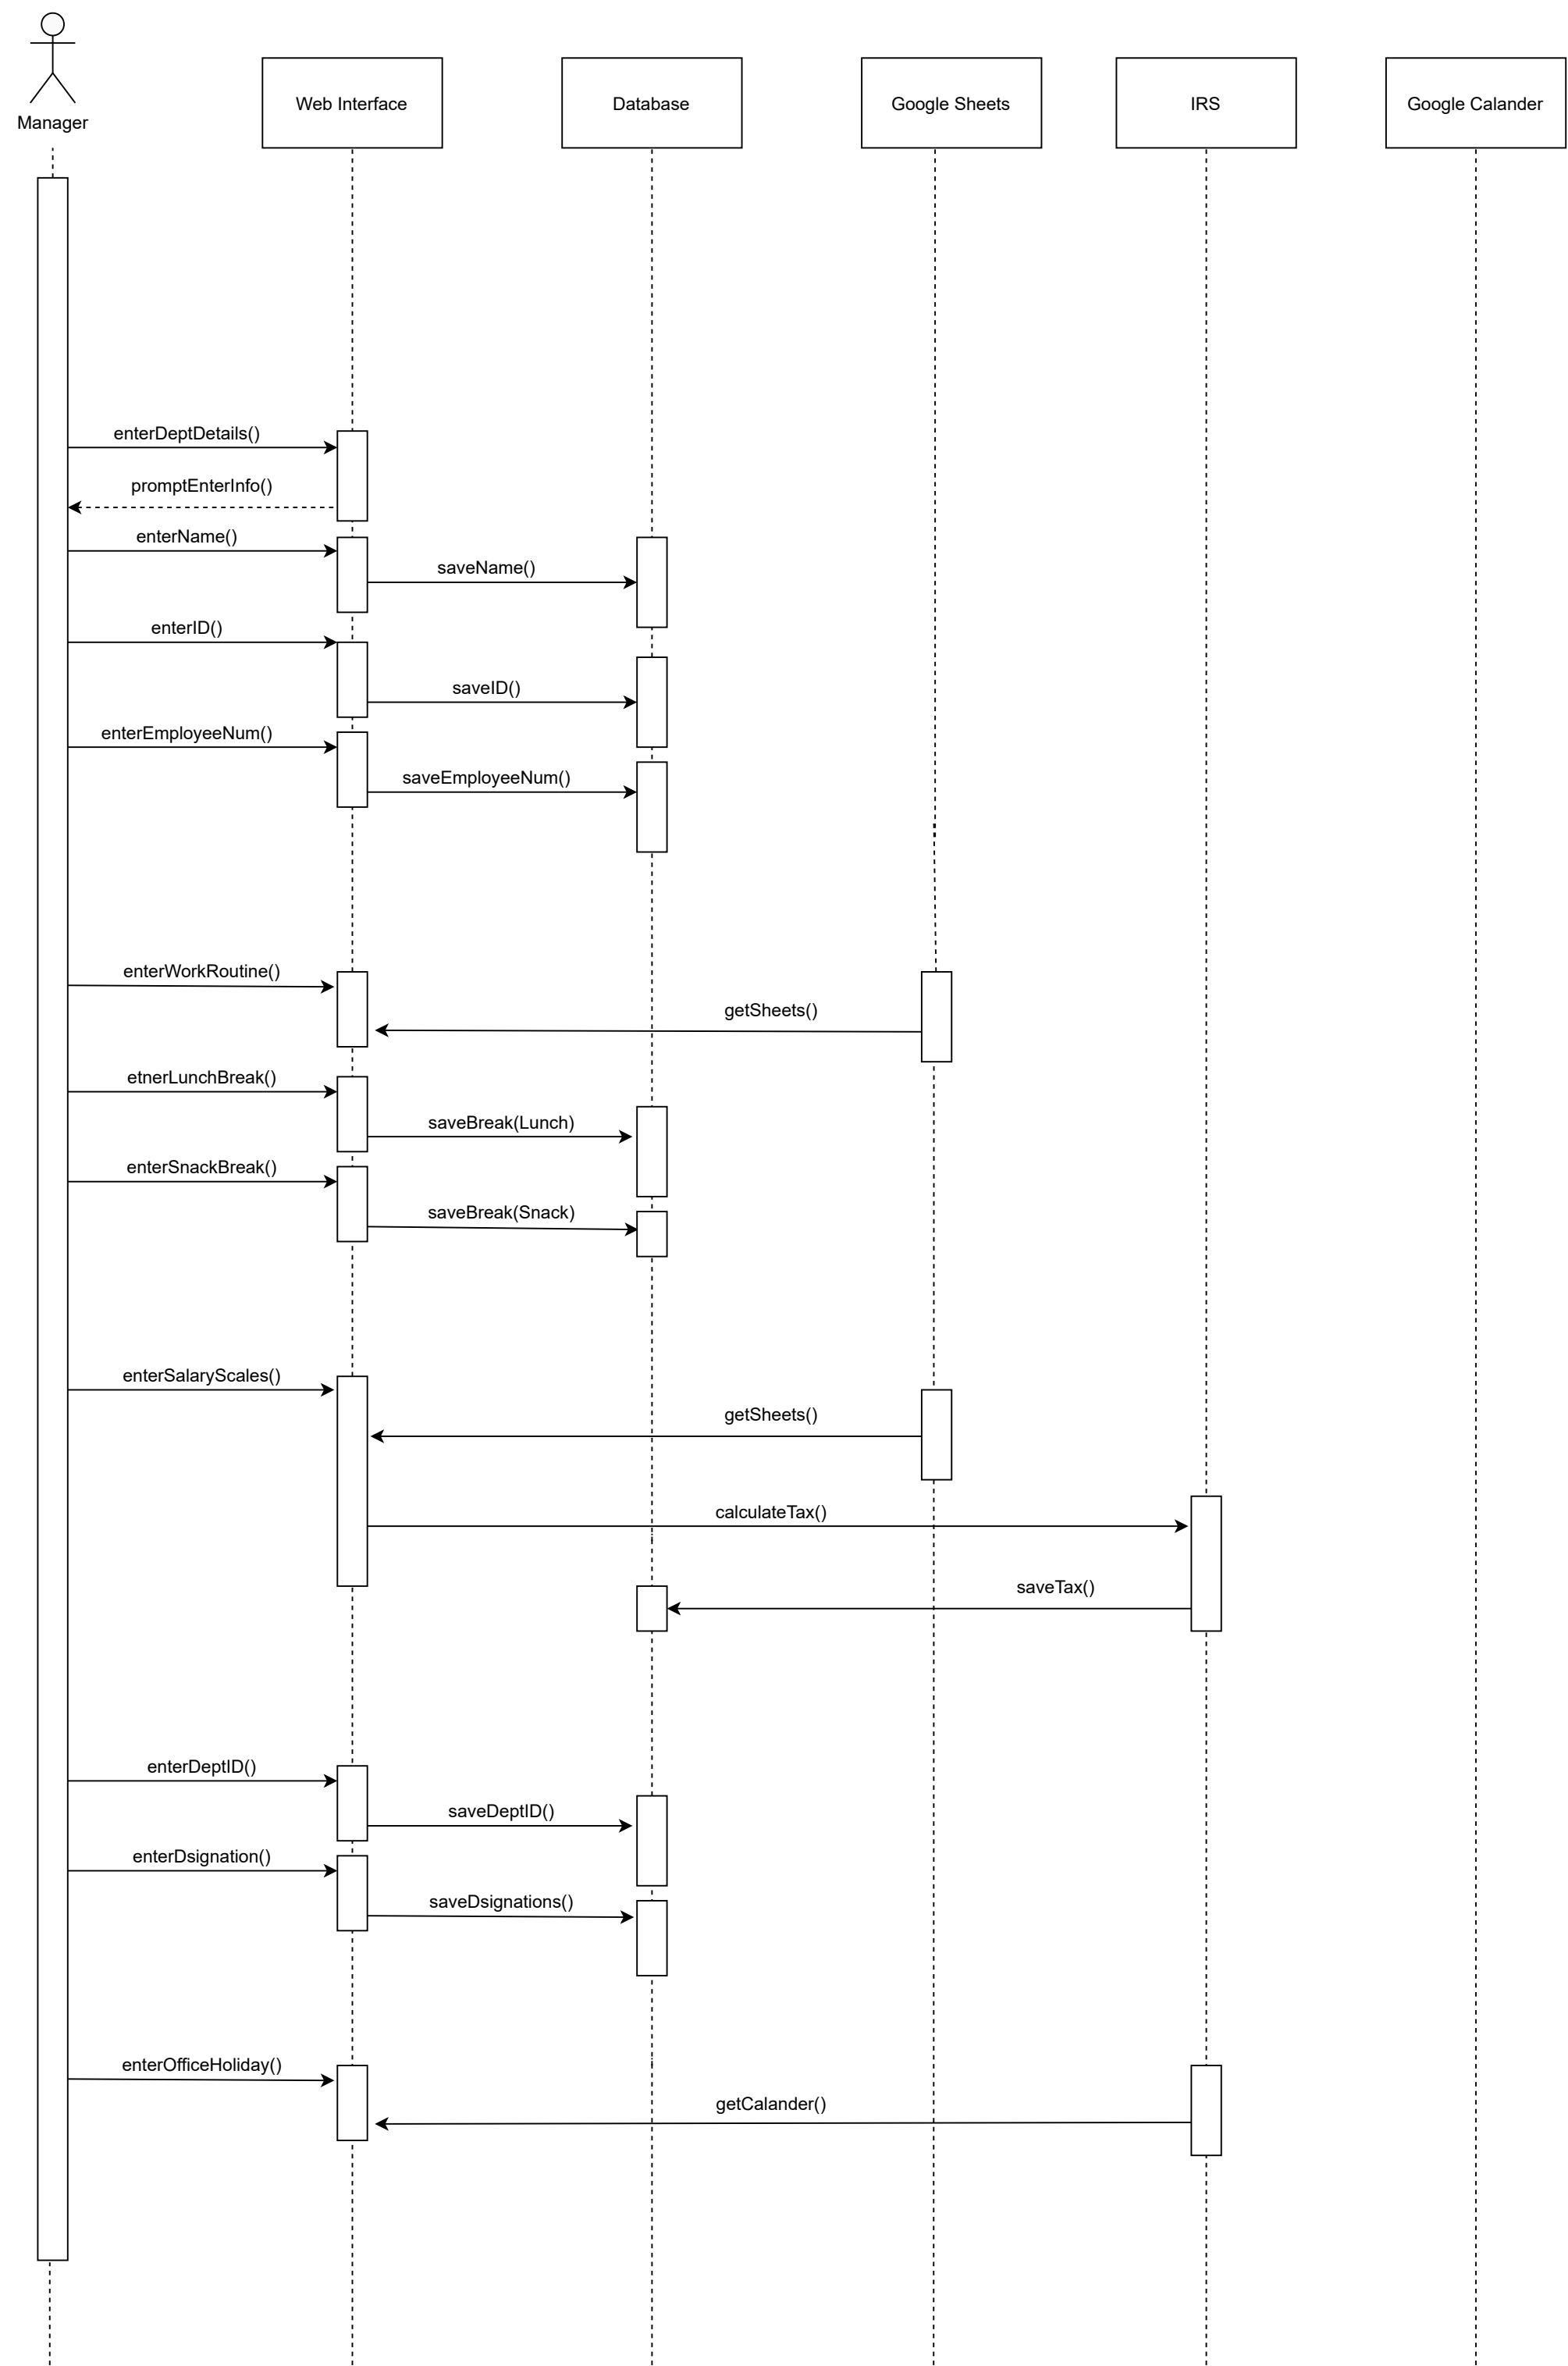 Manager
Web Interface
Database
Google Sheets
IRS
Google Calander
enterDeptDetails()
promptEnterInfo()
enterName()
saveName()
enterID()
saveID()
enterEmployeeNum()
saveEmployeeNum()
enterWorkRoutine()
getSheets()
etnerLunchBreak()
saveBreak(Lunch)
enterSnackBreak()
saveBreak(Snack)
enterSalaryScales()
getSheets()
calculateTax()
saveTax()
enterDeptID()
saveDeptID()
enterDsignation()
saveDsignations()
enterOfficeHoliday()
getCalander()